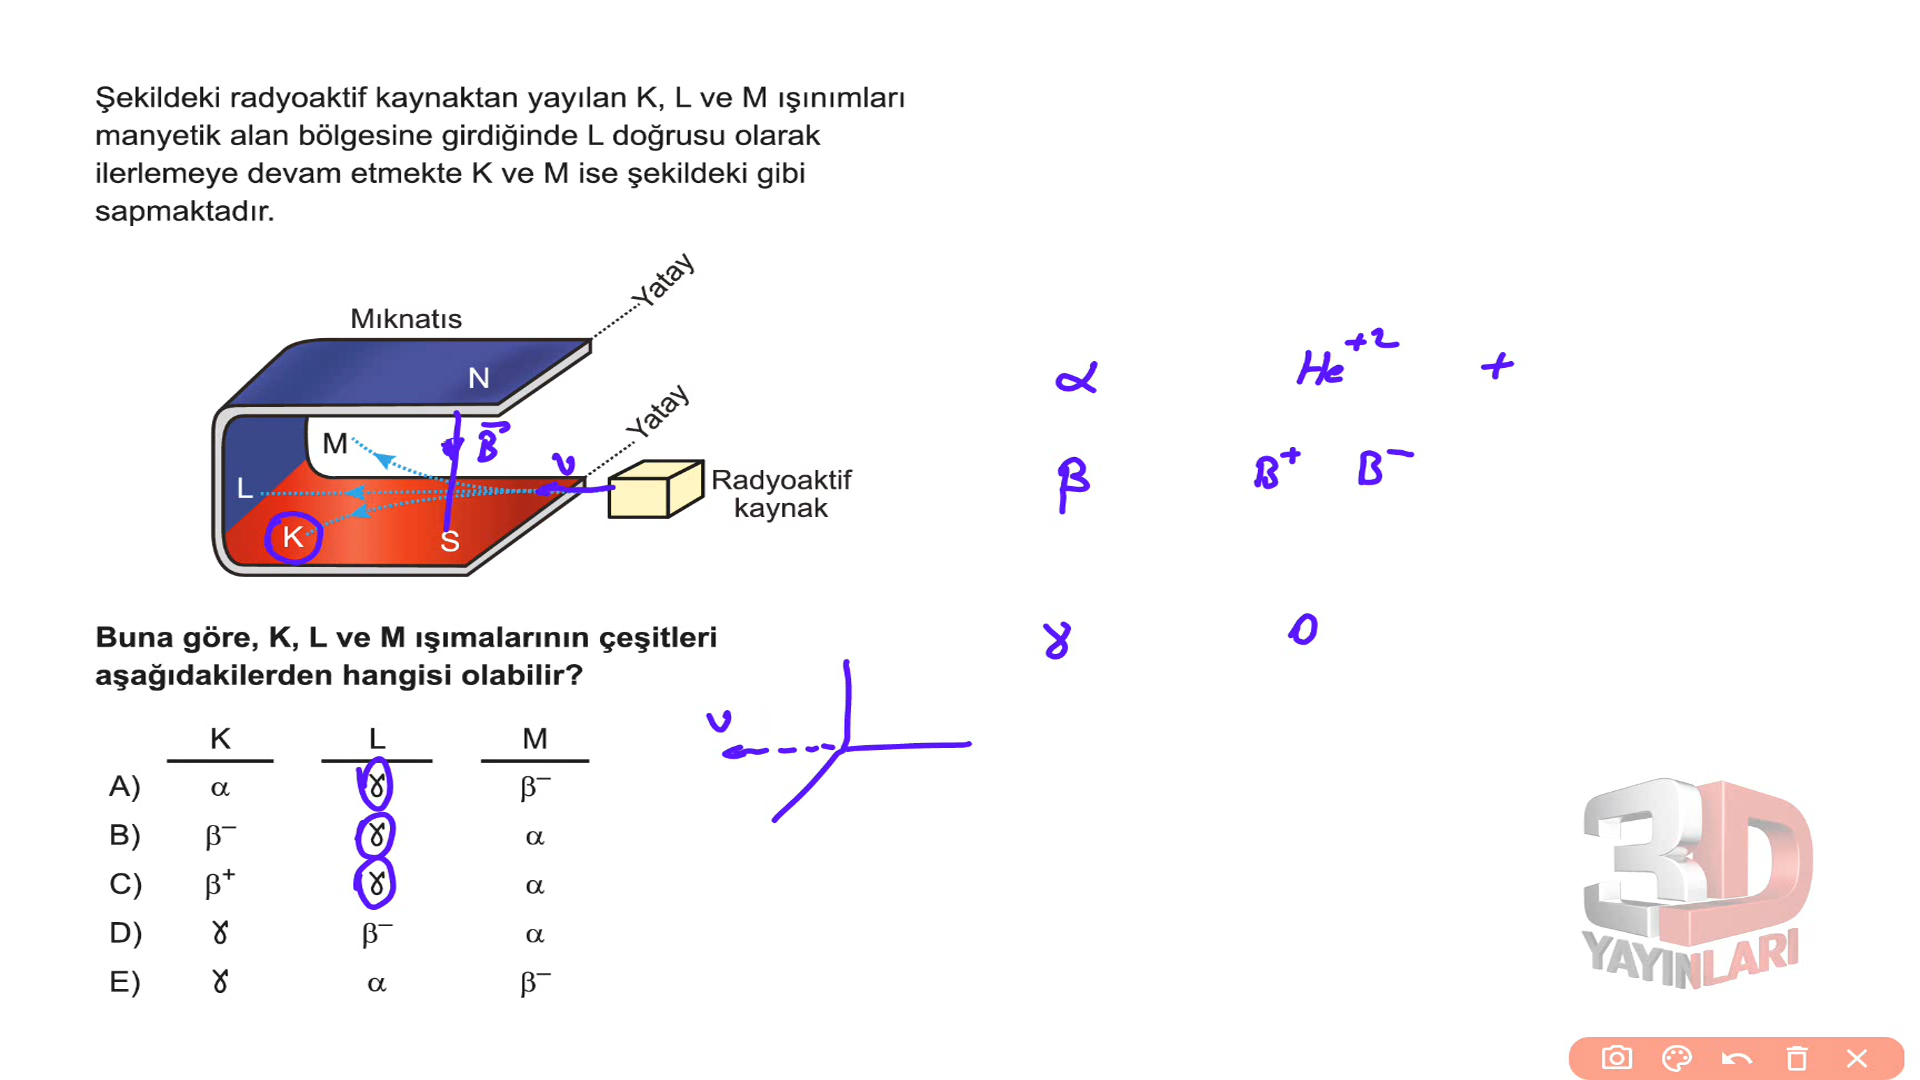 Şekildeki radyoaktif kaynaktan yayılan K, L ve M ışınımları
manyetik alan bölgesine girdiğinde L doğrusu olarak
ilerlemeye devam etmekte K ve M ise şekildeki gibi
sapmaktadır.
Yatay
Mıknatıs
N
Yatay
M
B
υ
L
Radyoaktif
kaynak
K
S
α He+2 +
β B+ B−
γ 0
Buna göre, K, L ve M ışımalarının çeşitleri
aşağıdakilerden hangisi olabilir?
υ
K L M
A) α γ β−
B) β− γ α
C) β+ γ α
D) γ β− α
E) γ α β−
3D
YAYINLARI